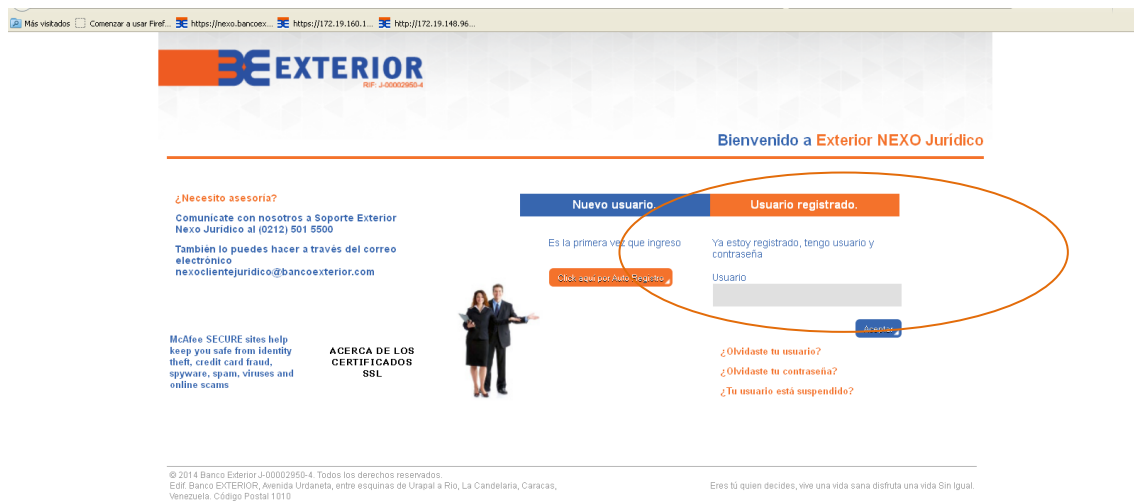 Más visitados Comenzar a usar Firef... https://nexo.bancoex... https://172.19.160.1... http://172.19.148.96...
EXTERIOR
RIF: J-00002950-4
Bienvenido a Exterior NEXO Jurídico
¿Necesito asesoría?
Comunícate con nosotros a Soporte Exterior
Nexo Jurídico al (0212) 501 5500
También lo puedes hacer a través del correo
electrónico
nexoclientejuridico@bancoexterior.com
McAfee SECURE sites help
keep you safe from identity
theft, credit card fraud,
spyware, spam, viruses and
online scams
ACERCA DE LOS
CERTIFICADOS
SSL
Nuevo usuario.
Es la primera vez que ingreso
Click aquí por Auto Registro
Usuario registrado.
Ya estoy registrado, tengo usuario y
contraseña
Usuario
Aceptar
¿Olvidaste tu usuario?
¿Olvidaste tu contraseña?
¿Tu usuario está suspendido?
© 2014 Banco Exterior J-00002950-4. Todos los derechos reservados.
Edif. Banco EXTERIOR, Avenida Urdaneta, entre esquinas de Urapal a Río, La Candelaria, Caracas,
Venezuela. Código Postal 1010
Eres tú quien decides, vive una vida sana disfruta una vida Sin Igual.